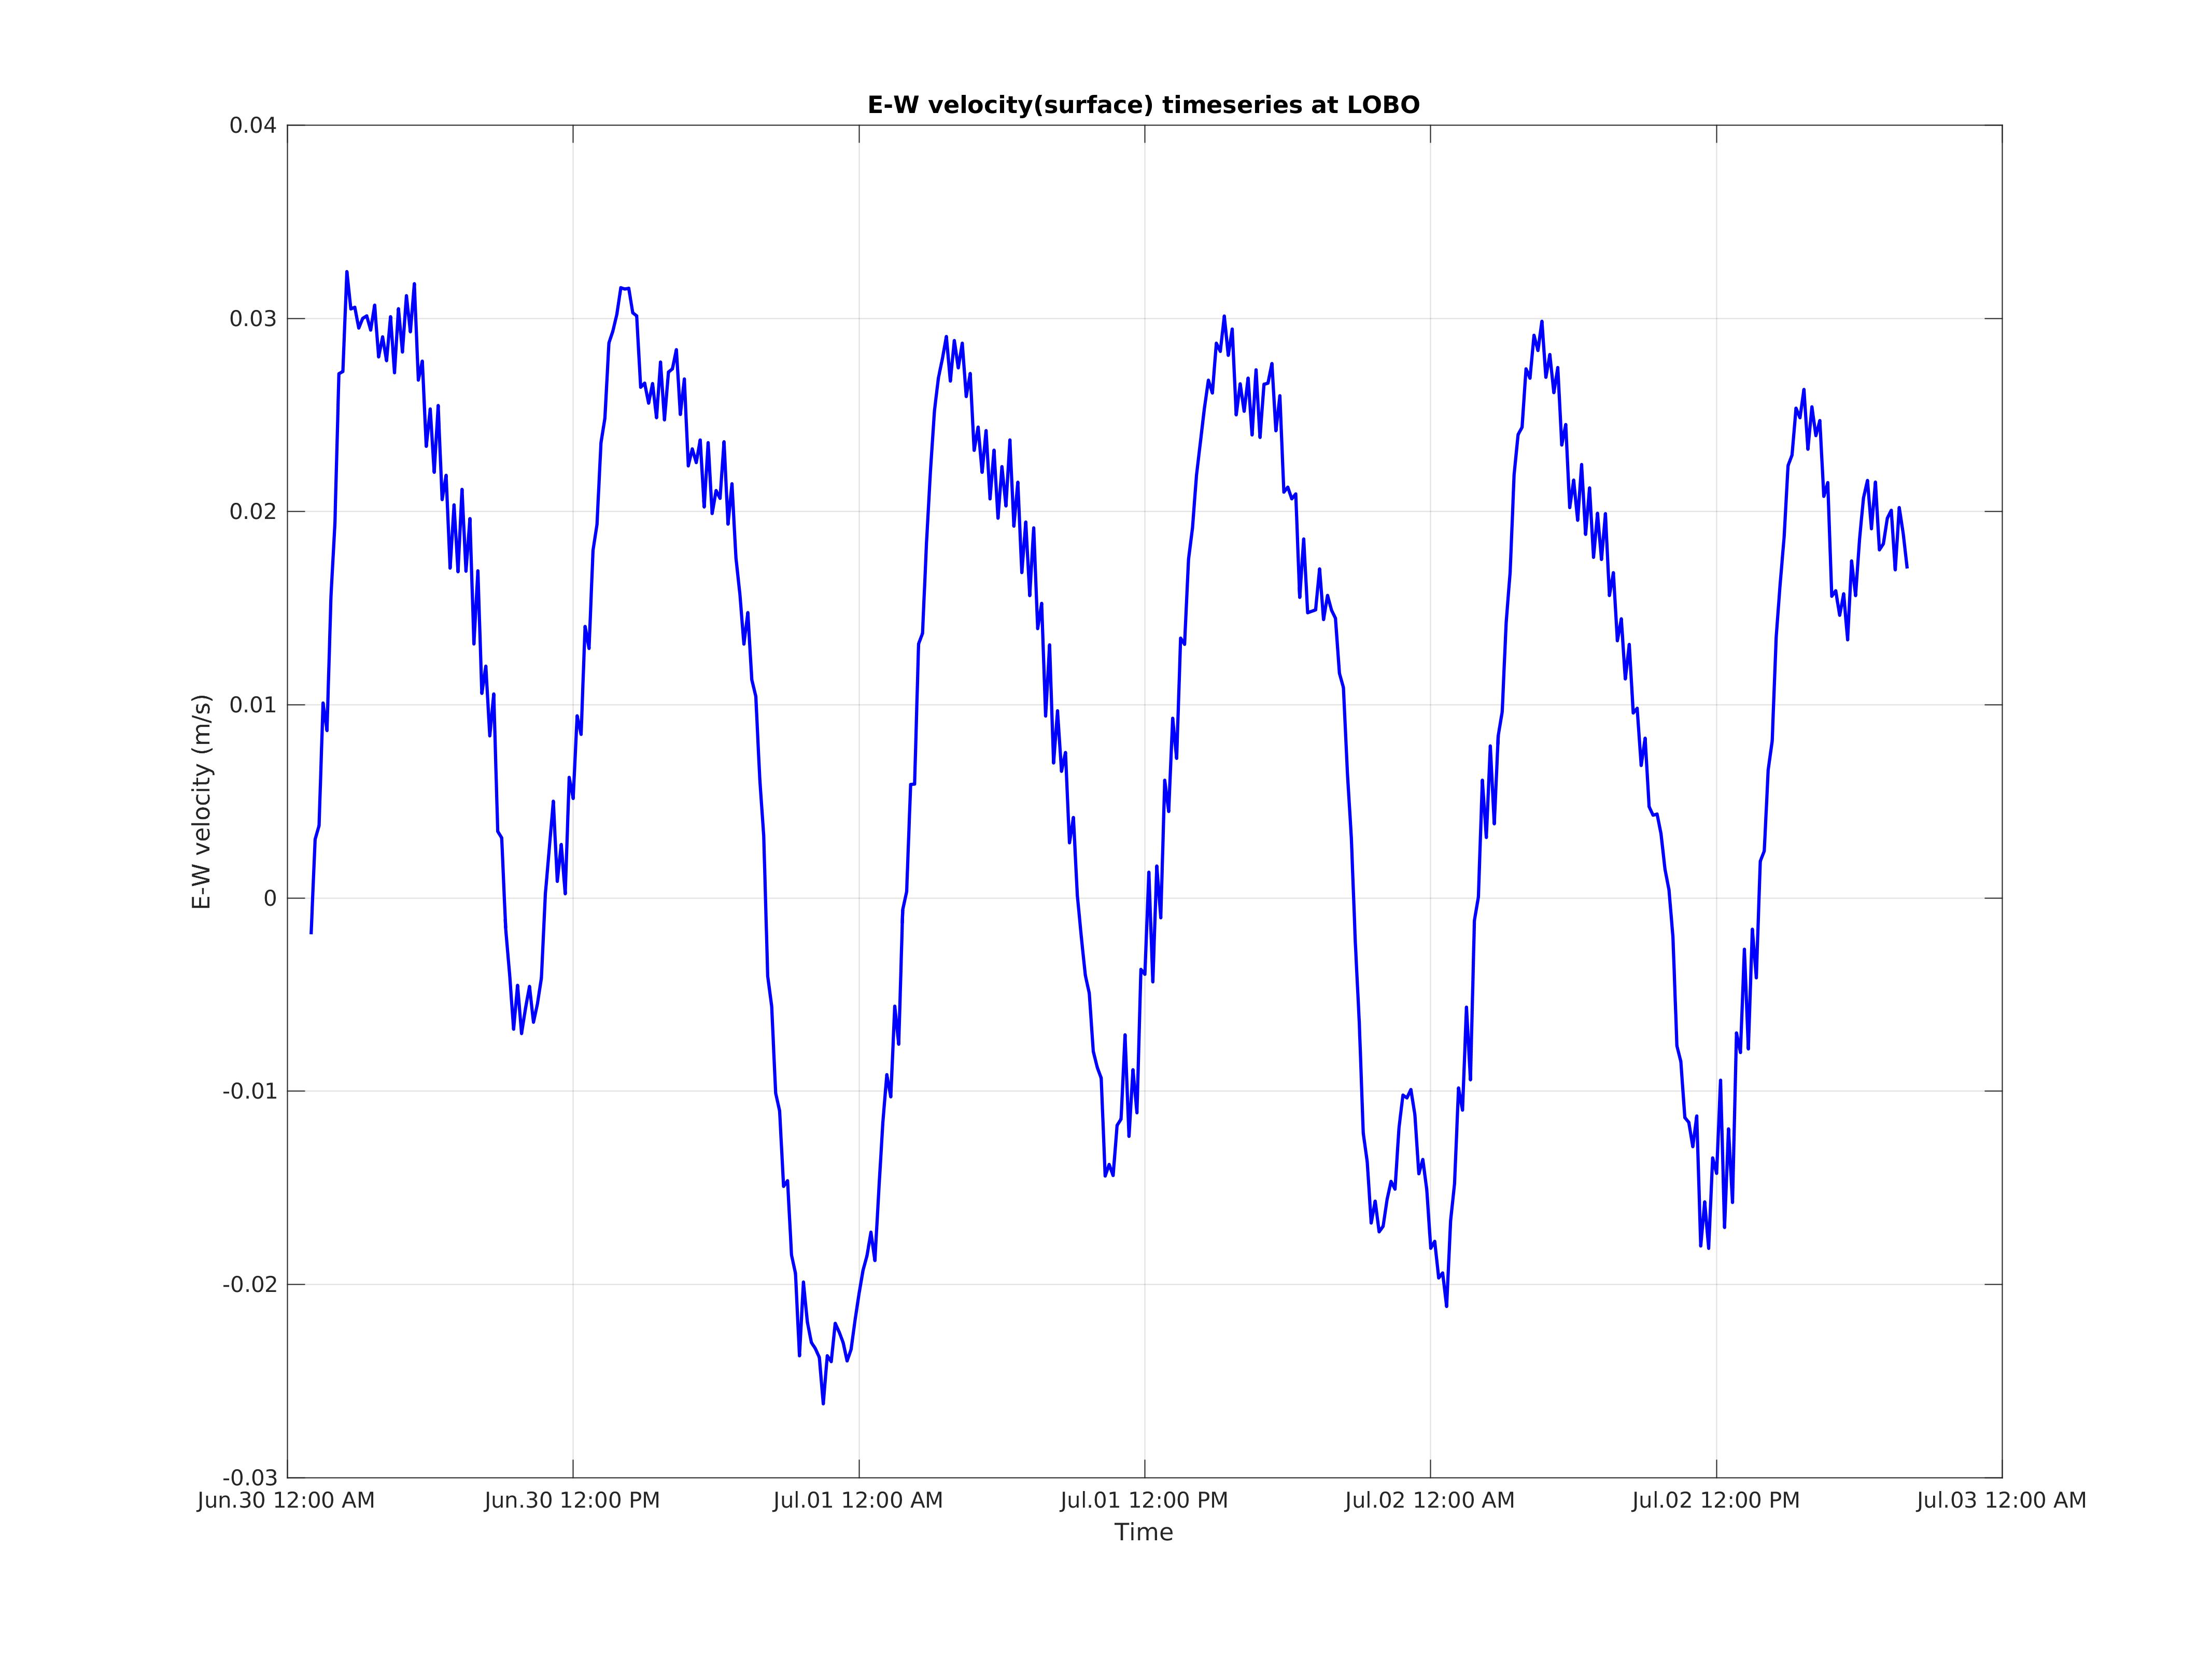 E-W velocity(surface) timeseries at LOBO
0.04
0.03
0.02
0.01
0
-0.01
-0.02
-0.03
E-W velocity (m/s)
Jun.30 12:00 AM
Jun.30 12:00 PM
Jul.01 12:00 AM
Jul.01 12:00 PM
Jul.02 12:00 AM
Jul.02 12:00 PM
Jul.03 12:00 AM
Time